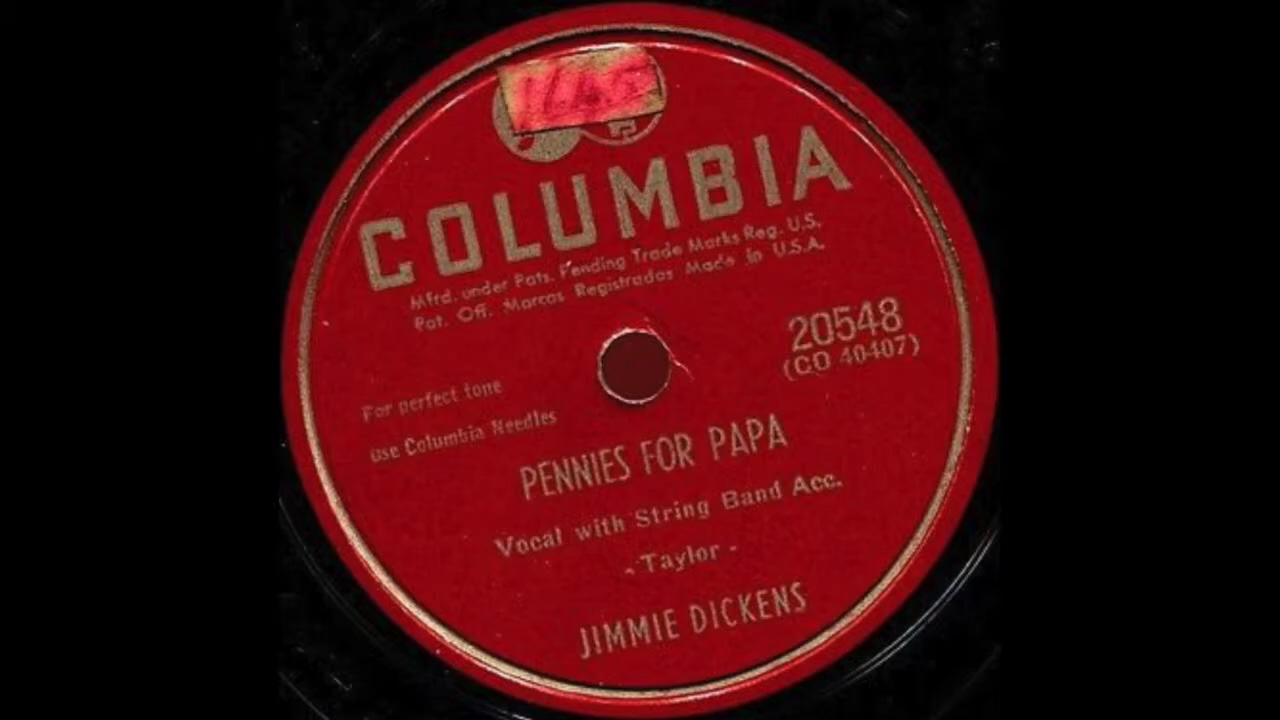 COLUMBIA
Mfrd. under Pats. Pending Trade Marks Reg. U.S.
Pat. Off. Marcas Registradas Made in U.S.A.
20548
(CO 40407)
For perfect tone
use Columbia Needles
PENNIES FOR PAPA
Vocal with String Band Acc.
- Taylor -
JIMMIE DICKENS